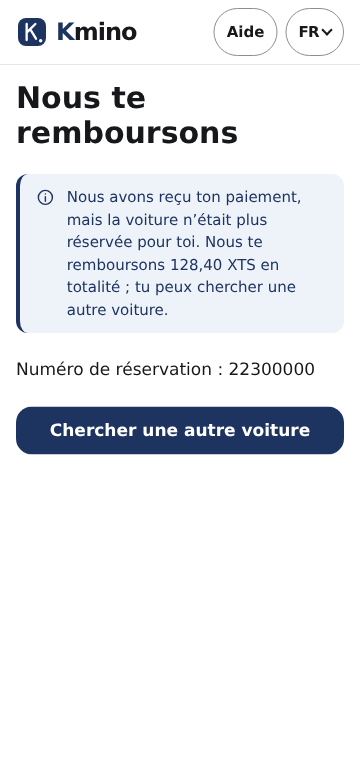 K. Kmino
Aide
FR
Nous te
remboursons
Nous avons reçu ton paiement,
mais la voiture n’était plus
réservée pour toi. Nous te
remboursons 128,40 XTS en
totalité ; tu peux chercher une
autre voiture.
Numéro de réservation : 22300000
Chercher une autre voiture